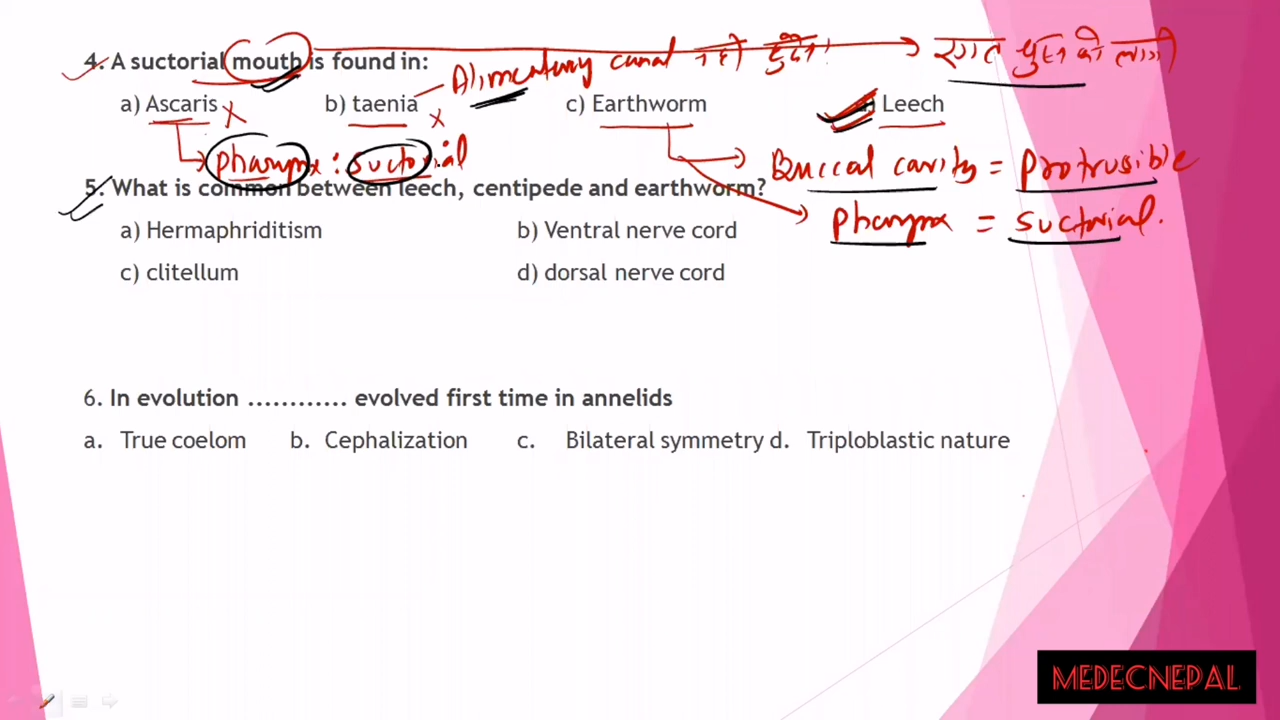 4. A suctorial mouth is found in:
Alimentary canal
a) Ascaris X b) taenia x c) Earthworm d) Leech
pharynx : suctorial
Buccal cavity = Protrusible
5. What is common between leech, centipede and earthworm?
pharynx = suctorial.
a) Hermaphriditism b) Ventral nerve cord
c) clitellum d) dorsal nerve cord
6. In evolution ............ evolved first time in annelids
a. True coelom b. Cephalization c. Bilateral symmetry d. Triploblastic nature
MEDECNEPAL